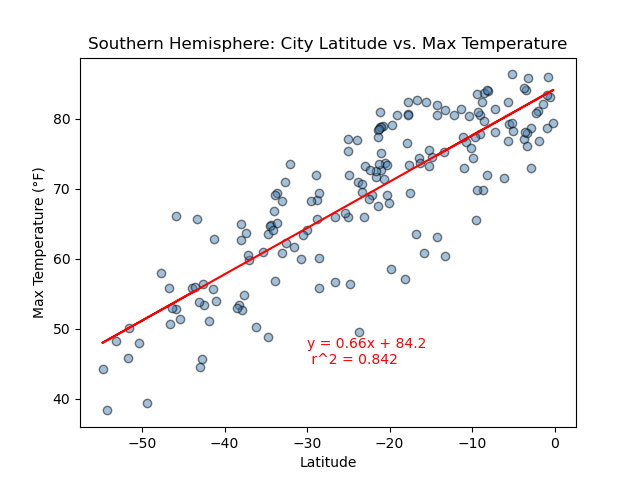 Southern Hemisphere: City Latitude vs. Max Temperature
Max Temperature (°F)
80
70
60
50
40
y = 0.66x + 84.2
r^2 = 0.842
−50
−40
−30
−20
−10
0
Latitude